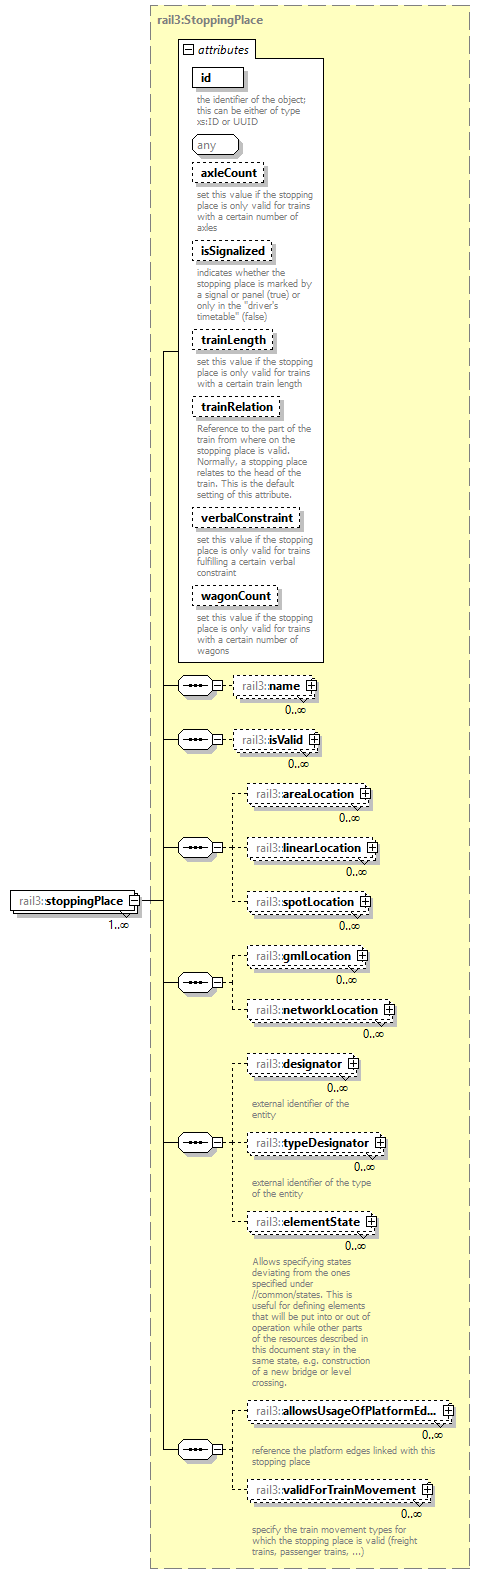 rail3:StoppingPlace
attributes
id
the identifier of the object;
this can be either of type
xs:ID or UUID
any
axleCount
set this value if the stopping
place is only valid for trains
with a certain number of
axles
isSignalized
indicates whether the
stopping place is marked by
a signal or panel (true) or
only in the "driver's
timetable" (false)
trainLength
set this value if the stopping
place is only valid for trains
with a certain train length
trainRelation
Reference to the part of the
train from where on the
stopping place is valid.
Normally, a stopping place
relates to the head of the
train. This is the default
setting of this attribute.
verbalConstraint
set this value if the stopping
place is only valid for trains
fulfilling a certain verbal
constraint
wagonCount
set this value if the stopping
place is only valid for trains
with a certain number of
wagons
rail3::name
0..∞
rail3::isValid
0..∞
rail3::areaLocation
0..∞
rail3::linearLocation
0..∞
rail3::spotLocation
0..∞
rail3::stoppingPlace
1..∞
rail3::gmlLocation
0..∞
rail3::networkLocation
0..∞
rail3::designator
0..∞
external identifier of the
entity
rail3::typeDesignator
0..∞
external identifier of the type
of the entity
rail3::elementState
0..∞
Allows specifying states
deviating from the ones
specified under
//common/states. This is
useful for defining elements
that will be put into or out of
operation while other parts
of the resources described in
this document stay in the
same state, e.g. construction
of a new bridge or level
crossing.
rail3::allowsUsageOfPlatformEd...
0..∞
reference the platform edges linked with this
stopping place
rail3::validForTrainMovement
0..∞
specify the train movement types for
which the stopping place is valid (freight
trains, passenger trains, ...)